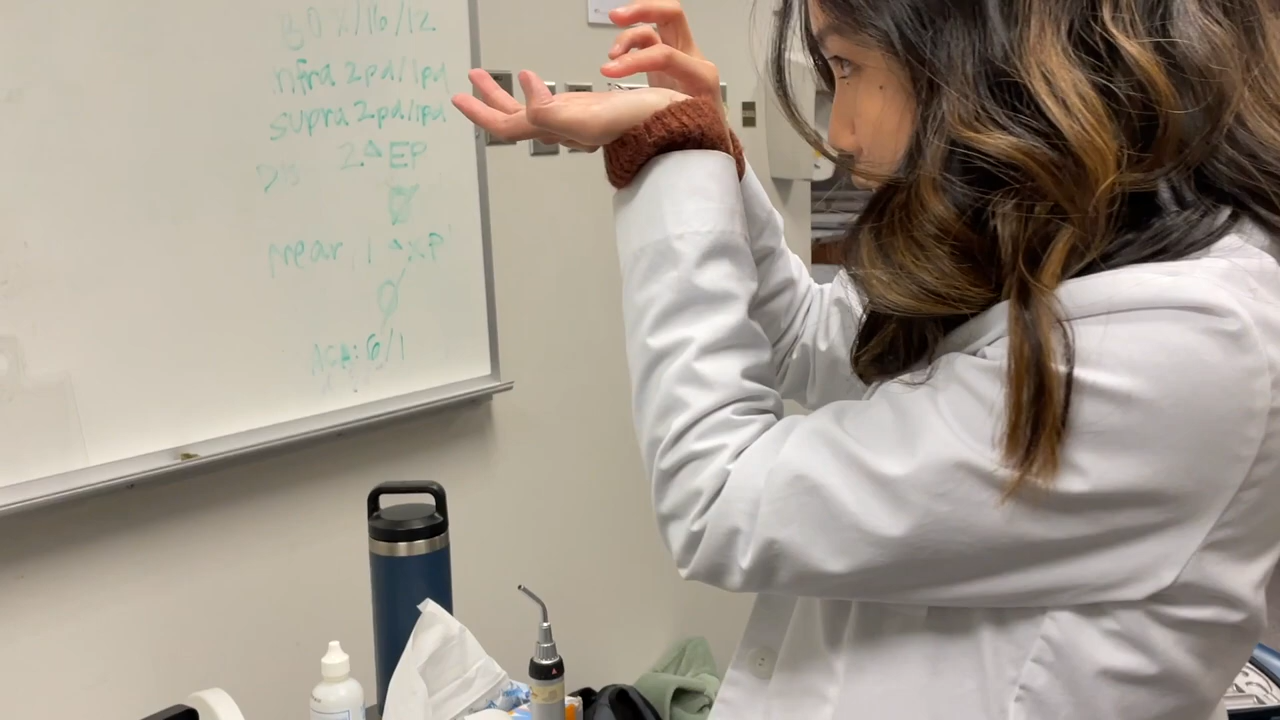 BO X/16/12
infra 2pd/1pd
supra 2pd/1pd
2△EP
near 1△XP'
ACA: 6/1